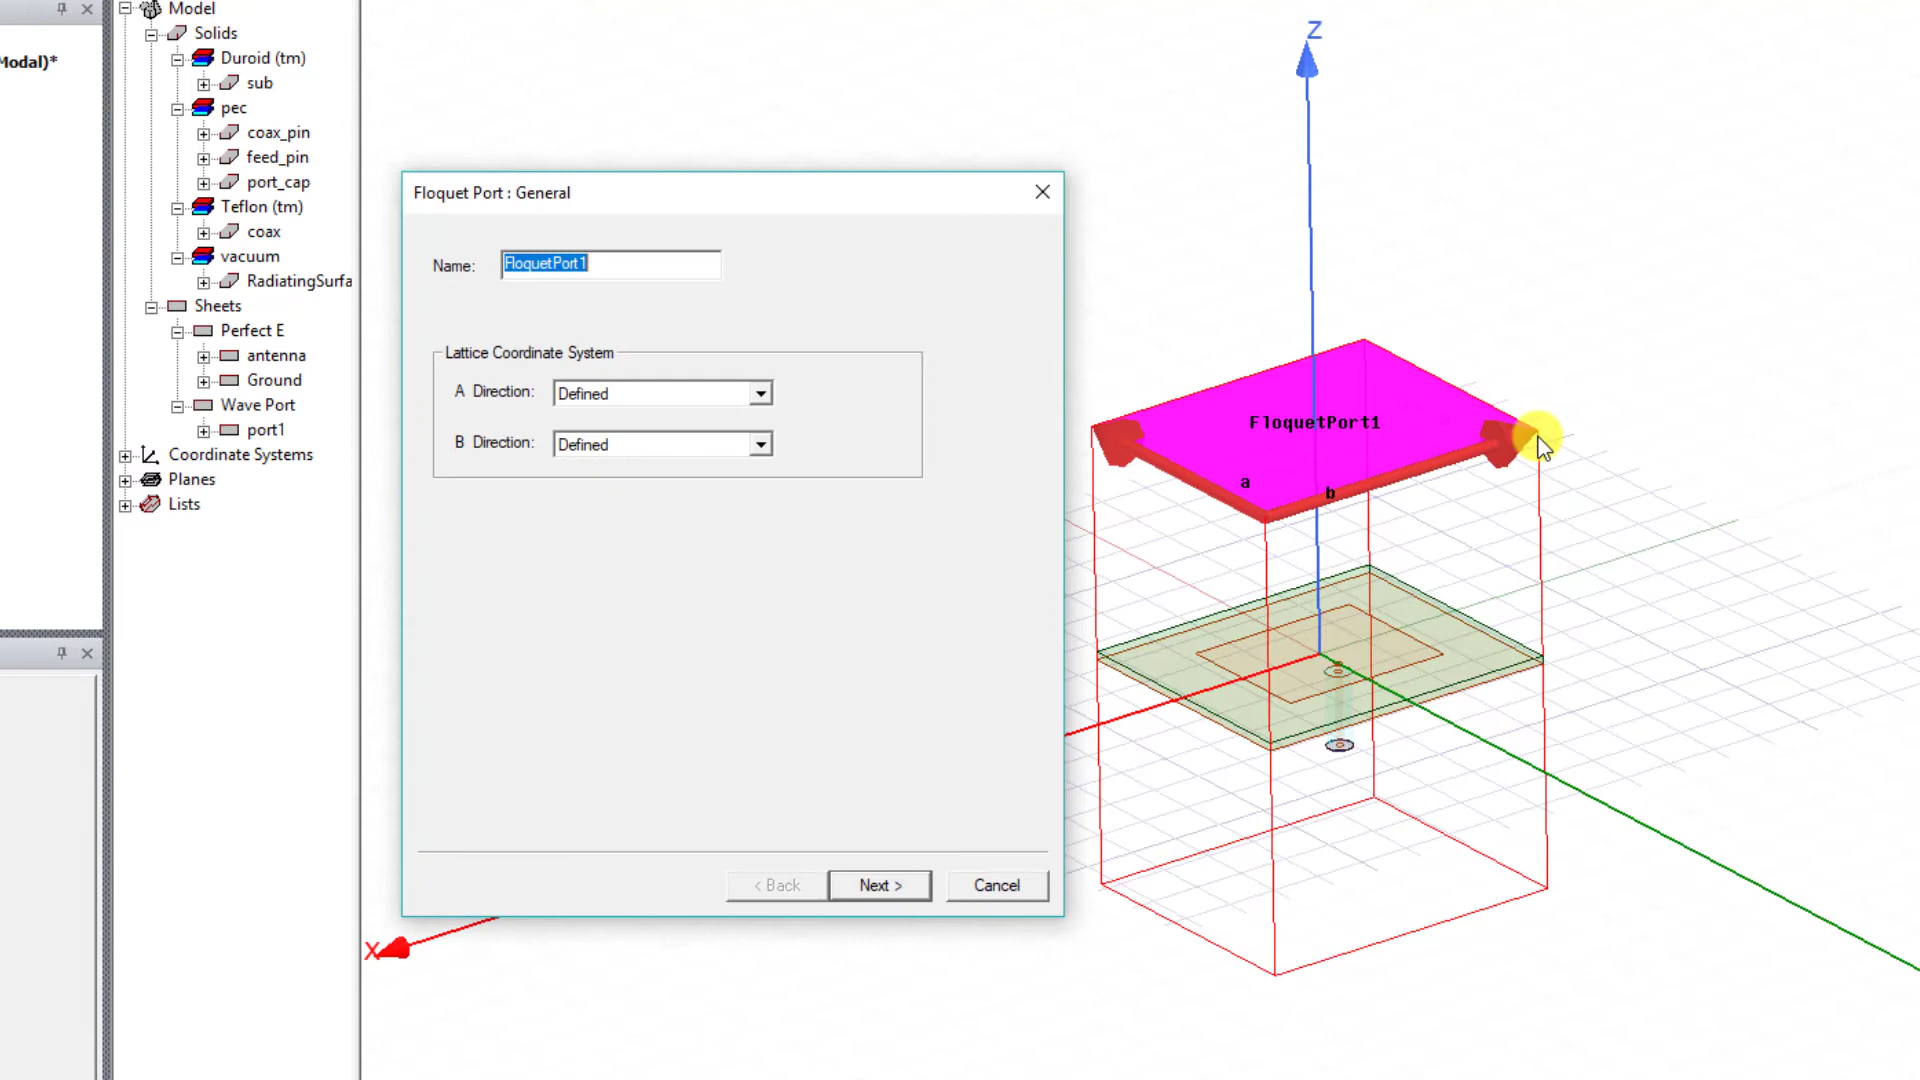 Modal)*
Model
Solids
Duroid (tm)
sub
pec
coax_pin
feed_pin
port_cap
Teflon (tm)
coax
vacuum
RadiatingSurfa
Sheets
Perfect E
antenna
Ground
Wave Port
port1
Coordinate Systems
Planes
Lists
Floquet Port : General
Name: FloquetPort1
Lattice Coordinate System
A Direction: Defined
B Direction: Defined
< Back Next > Cancel
Z
FloquetPort1
a
b
X